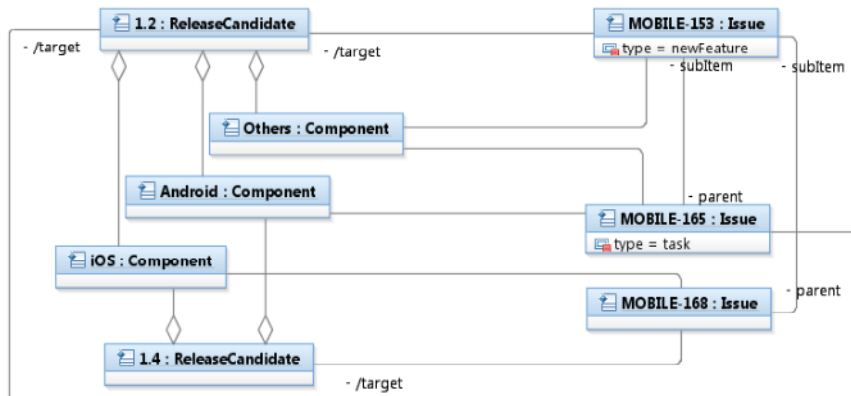 1.2 : ReleaseCandidate
MOBILE-153 : Issue
type = newFeature
- /target
- /target
- subItem
- subItem
Others : Component
Android : Component
- parent
MOBILE-165 : Issue
type = task
iOS : Component
- parent
MOBILE-168 : Issue
1.4 : ReleaseCandidate
- /target